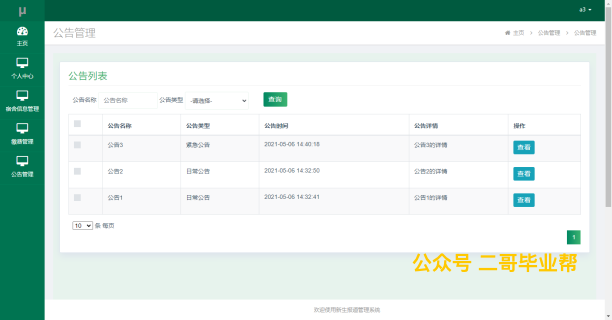 μ
a3
公告管理
主页 > 公告管理 > 公告管理
主页
个人中心
宿舍信息管理
缴费管理
公告管理
公告列表
公告名称 公告名称 公告类型 -请选择- 查询
公告名称 公告类型 公告时间 公告详情 操作
公告3 紧急公告 2021-05-06 14:40:18 公告3的详情 查看
公告2 日常公告 2021-05-06 14:32:50 公告2的详情 查看
公告1 日常公告 2021-05-06 14:32:41 公告1的详情 查看
10 条 每页
1
公众号 二哥毕业帮
欢迎使用新生报道管理系统